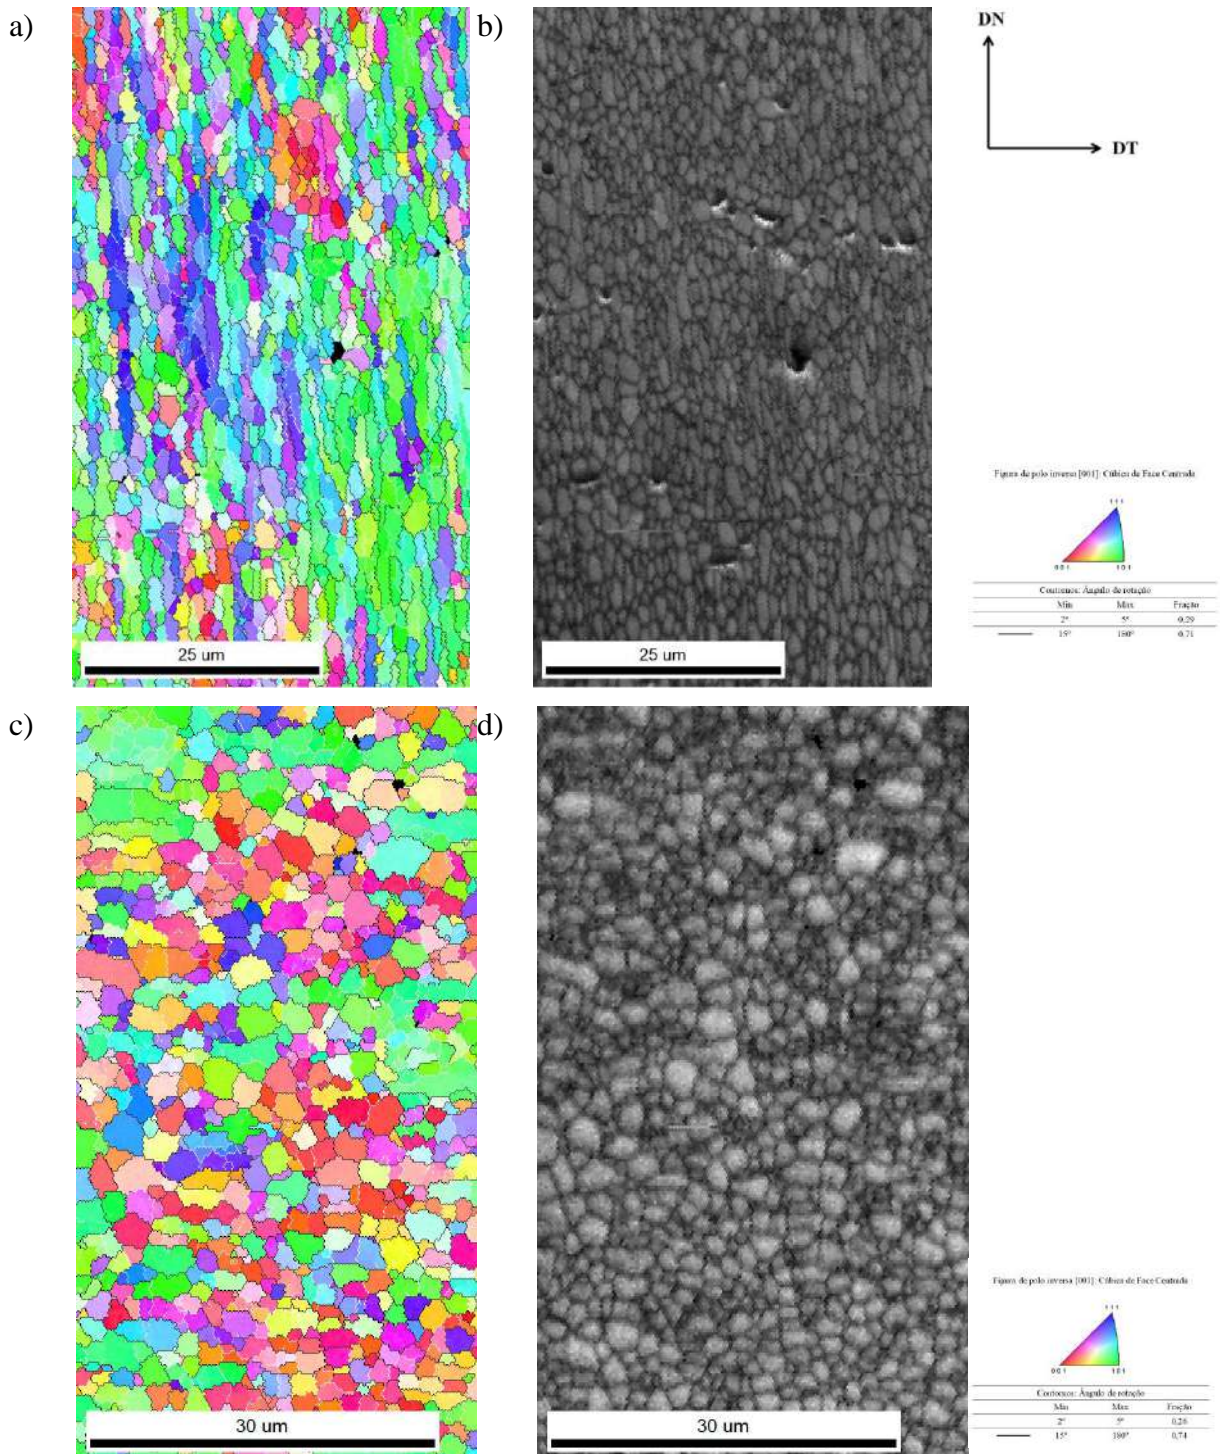 a)
b)
DN
DT
Figura de polo inverso [001]: Cúbica de Face Centrada
111
001 101
Contornos: Ângulo de rotação
Min Max Fração
2° 5° 0,29
15° 180° 0,71
25 um
25 um
c)
d)
Figura de polo inverso [001]: Cúbica de Face Centrada
111
001 101
Contornos: Ângulo de rotação
Min Max Fração
2° 5° 0,26
15° 180° 0,74
30 um
30 um